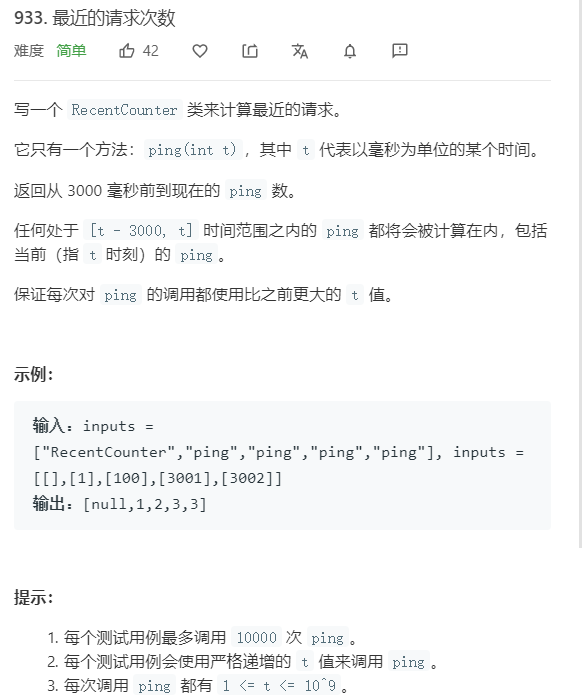 933. 最近的请求次数
难度 简单 42
写一个 RecentCounter 类来计算最近的请求。
它只有一个方法：ping(int t)，其中 t 代表以毫秒为单位的某个时间。
返回从 3000 毫秒前到现在的 ping 数。
任何处于 [t - 3000, t] 时间范围之内的 ping 都将会被计算在内，包括
当前（指 t 时刻）的 ping。
保证每次对 ping 的调用都使用比之前更大的 t 值。
示例：
输入：inputs =
["RecentCounter","ping","ping","ping","ping"], inputs =
[[],[1],[100],[3001],[3002]]
输出：[null,1,2,3,3]
提示：
1. 每个测试用例最多调用 10000 次 ping。
2. 每个测试用例会使用严格递增的 t 值来调用 ping。
3. 每次调用 ping 都有 1 <= t <= 10^9。